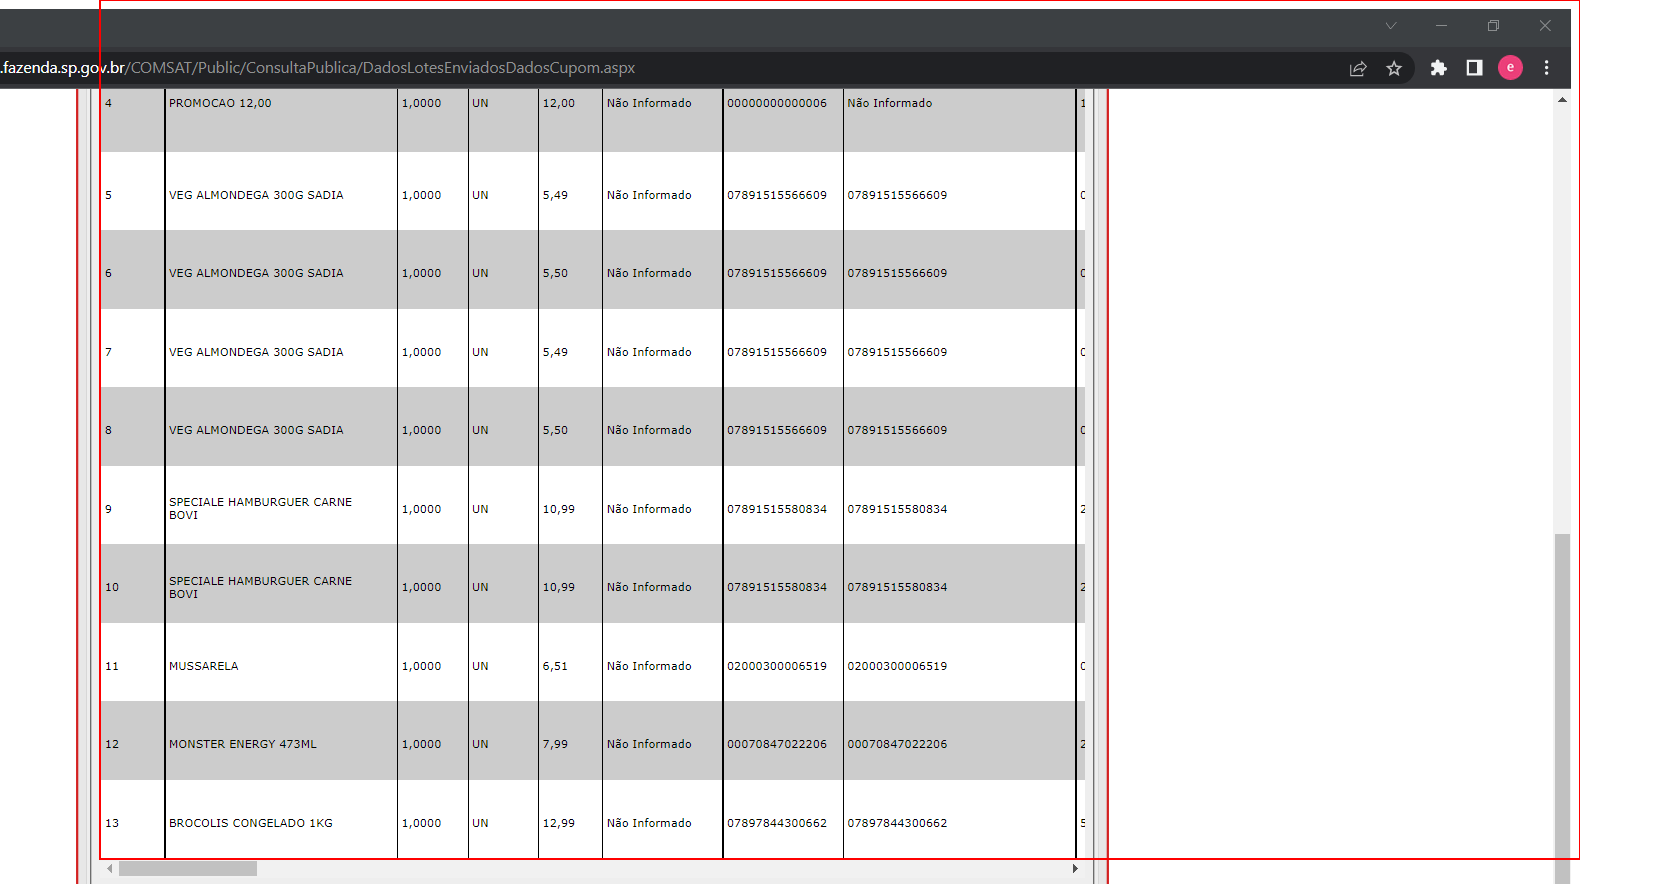 .fazenda.sp.gov.br/COMSAT/Public/ConsultaPublica/DadosLotesEnviadosDadosCupom.aspx
e
4 PROMOCAO 12,00 1,0000 UN 12,00 Não Informado 00000000000006 Não Informado 1
5 VEG ALMONDEGA 300G SADIA 1,0000 UN 5,49 Não Informado 07891515566609 07891515566609 0
6 VEG ALMONDEGA 300G SADIA 1,0000 UN 5,50 Não Informado 07891515566609 07891515566609 0
7 VEG ALMONDEGA 300G SADIA 1,0000 UN 5,49 Não Informado 07891515566609 07891515566609 0
8 VEG ALMONDEGA 300G SADIA 1,0000 UN 5,50 Não Informado 07891515566609 07891515566609 0
9 SPECIALE HAMBURGUER CARNE BOVI 1,0000 UN 10,99 Não Informado 07891515580834 07891515580834 2
10 SPECIALE HAMBURGUER CARNE BOVI 1,0000 UN 10,99 Não Informado 07891515580834 07891515580834 2
11 MUSSARELA 1,0000 UN 6,51 Não Informado 02000300006519 02000300006519 0
12 MONSTER ENERGY 473ML 1,0000 UN 7,99 Não Informado 00070847022206 00070847022206 2
13 BROCOLIS CONGELADO 1KG 1,0000 UN 12,99 Não Informado 07897844300662 07897844300662 5